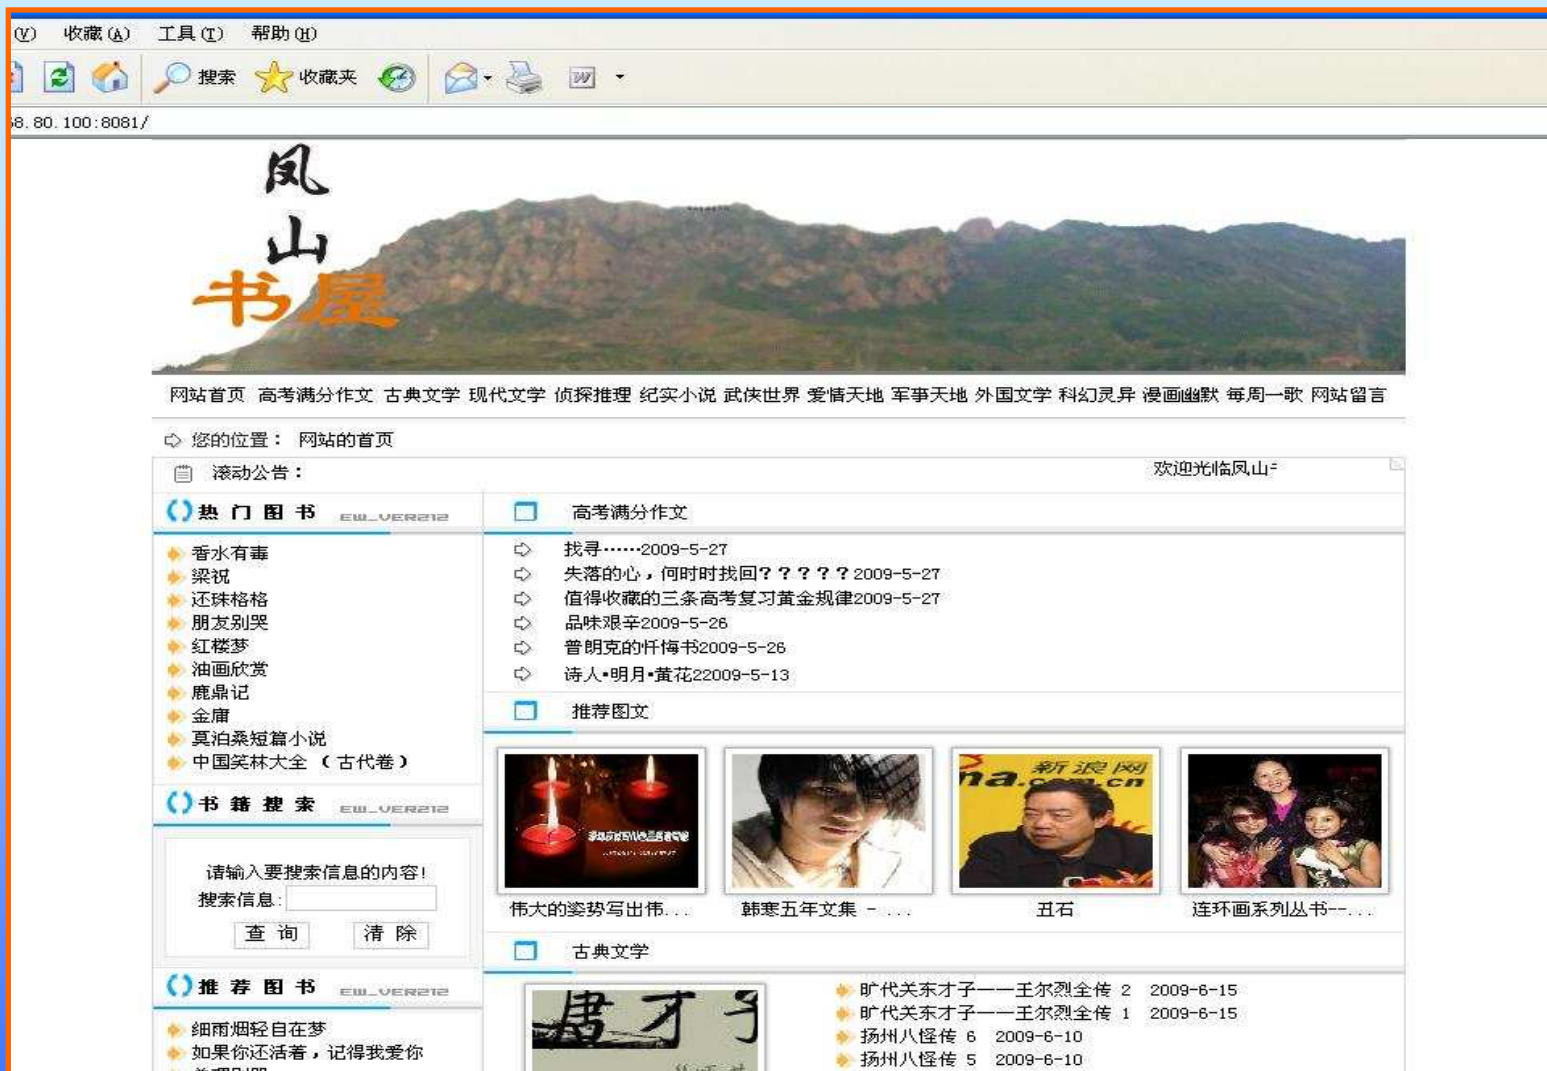 (V) 收藏(A) 工具(T) 帮助(H)
搜索 收藏夹
8.80.100:8081/
凤
山
书屋
网站首页 高考满分作文 古典文学 现代文学 侦探推理 纪实小说 武侠世界 爱情天地 军事天地 外国文学 科幻灵异 漫画幽默 每周一歌 网站留言
您的位置： 网站的首页
滚动公告： 欢迎光临凤山
热门图书 EW_VER212
香水有毒
梁祝
还珠格格
朋友别哭
红楼梦
油画欣赏
鹿鼎记
金庸
莫泊桑短篇小说
中国笑林大全（古代卷）
书籍搜索 EW_VER212
请输入要搜索信息的内容!
搜索信息:
查 询 清 除
推荐图书 EW_VER212
细雨烟轻自在梦
如果你还活着，记得我爱你
高考满分作文
找寻……2009-5-27
失落的心，何时时找回？？？？？2009-5-27
值得收藏的三条高考复习黄金规律2009-5-27
品味艰辛2009-5-26
普朗克的忏悔书2009-5-26
诗人•明月•黄花22009-5-13
推荐图文
新浪网
na.com.cn
伟大的姿势写出伟... 韩寒五年文集 - ... 丑石 连环画系列丛书--...
古典文学
唐才子
旷代关东才子——王尔烈全传 2 2009-6-15
旷代关东才子——王尔烈全传 1 2009-6-15
扬州八怪传 6 2009-6-10
扬州八怪传 5 2009-6-10